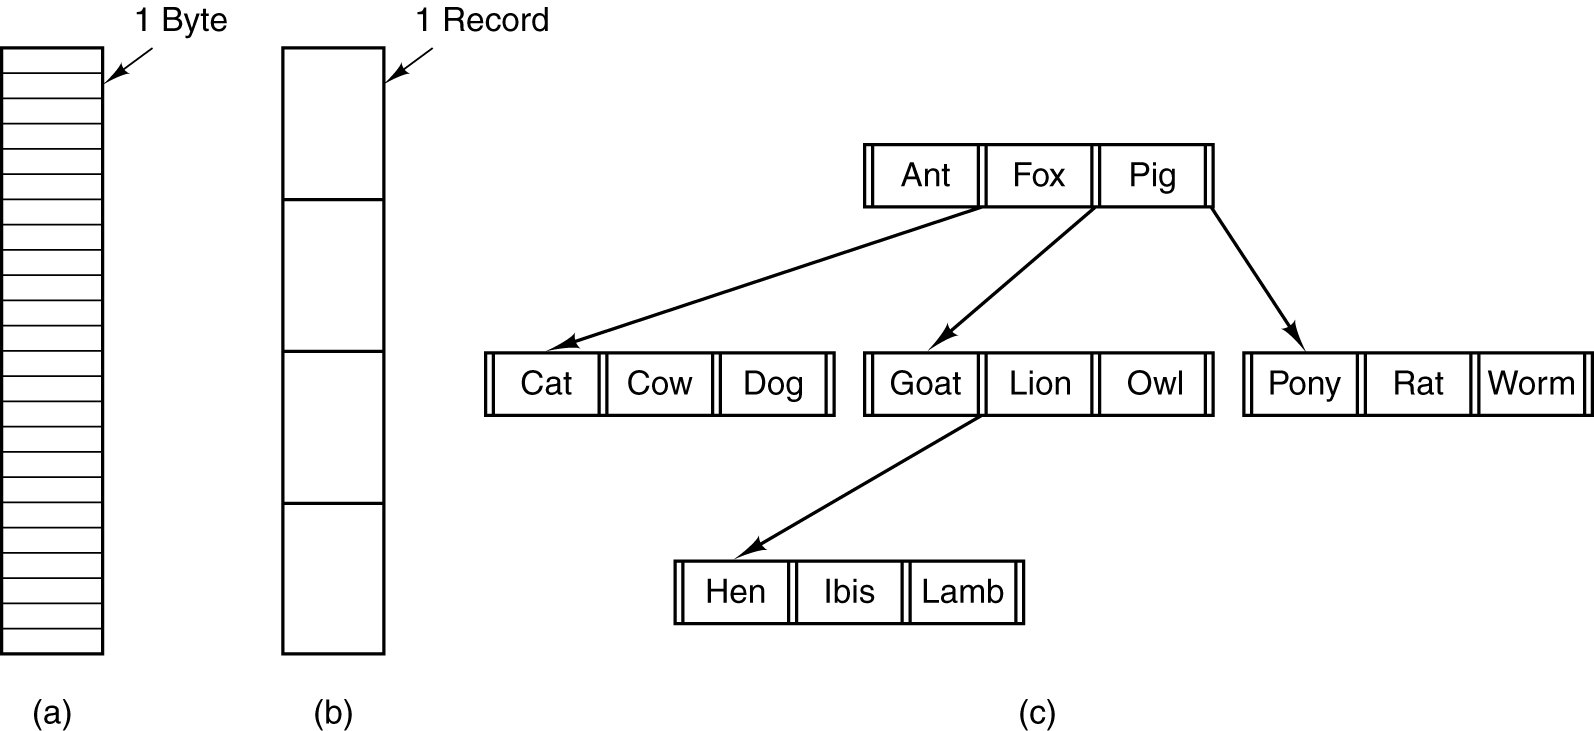 1 Byte
1 Record
Ant Fox Pig
Cat Cow Dog Goat Lion Owl Pony Rat Worm
Hen Ibis Lamb
(a) (b) (c)